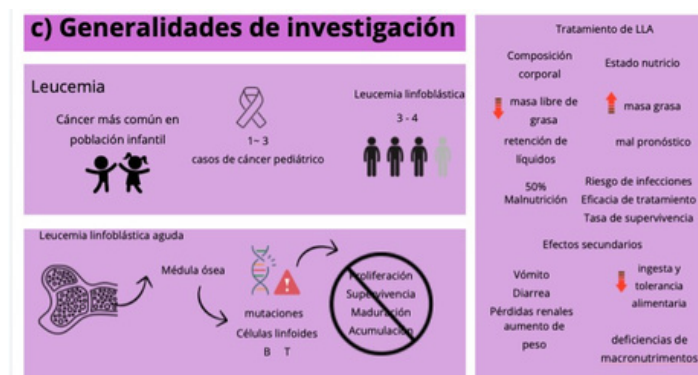 c) Generalidades de investigación
Leucemia
Cáncer más común en
población infantil
1~ 3
casos de cáncer pediátrico
Leucemia linfoblástica
3 - 4
Leucemia linfoblástica aguda
Médula ósea
mutaciones
Células linfoides
B T
Proliferación
Supervivencia
Maduración
Acumulación
Tratamiento de LLA
Composición
corporal
Estado nutricio
masa libre de
grasa
masa grasa
retención de
líquidos
mal pronóstico
50%
Malnutrición
Riesgo de infecciones
Eficacia de tratamiento
Tasa de supervivencia
Efectos secundarios
Vómito
Diarrea
Pérdidas renales
aumento de
peso
ingesta y
tolerancia
alimentaria
deficiencias de
macronutrimentos